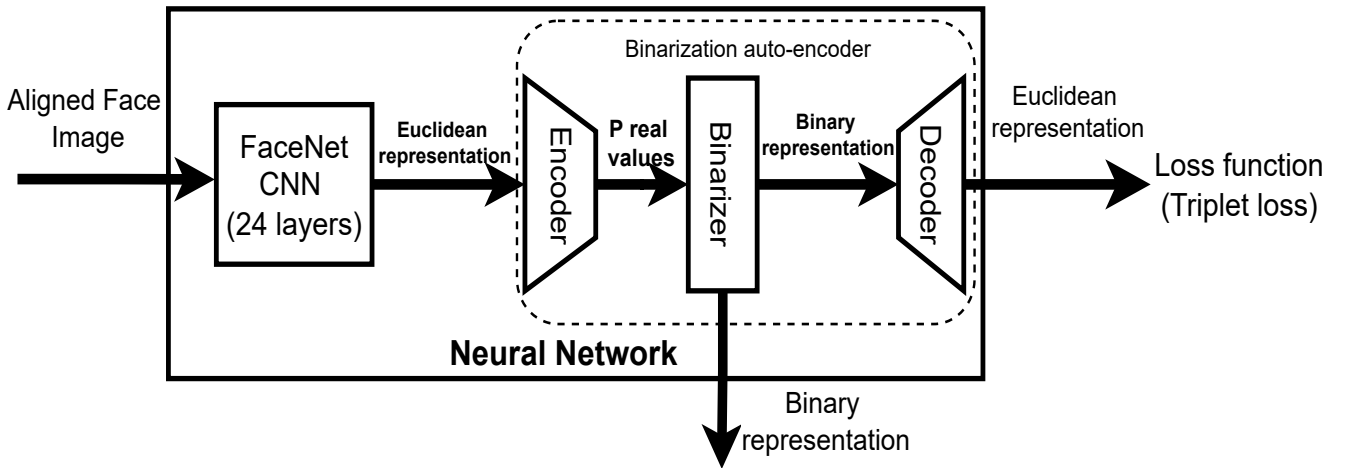 Binarization auto-encoder
Aligned Face
Image
FaceNet
CNN
(24 layers)
Euclidean
representation
Encoder
P real
values
Binarizer
Binary
representation
Decoder
Euclidean
representation
Loss function
(Triplet loss)
Neural Network
Binary
representation